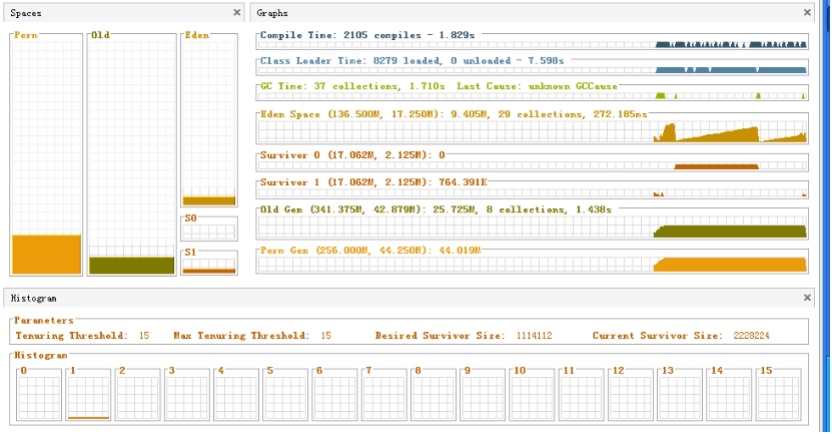 Spaces
Perm Old Eden
S0
S1
Graphs
Compile Time: 2105 compiles - 1.829s
Class Loader Time: 8279 loaded, 0 unloaded - 7.598s
GC Time: 37 collections, 1.710s Last Cause: unknown GCCause
Eden Space (136.500M, 17.250M): 9.405M, 29 collections, 272.185ms
Survivor 0 (17.062M, 2.125M): 0
Survivor 1 (17.062M, 2.125M): 764.391K
Old Gen (341.375M, 42.879M): 25.725M, 8 collections, 1.438s
Perm Gen (256.000M, 44.250M): 44.019M
Histogram
Parameters
Tenuring Threshold: 15 Max Tenuring Threshold: 15 Desired Survivor Size: 1114112 Current Survivor Size: 2228224
Histogram
0 1 2 3 4 5 6 7 8 9 10 11 12 13 14 15